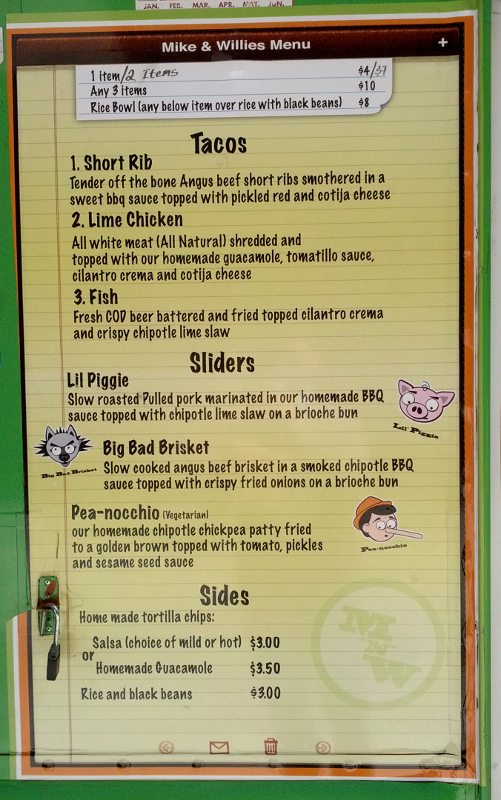 JAN. FEB. MAR. APR. MAY. JUN.
Mike & Willies Menu +
1 Item/2 Items $4/$7
Any 3 items $10
Rice Bowl (any below item over rice with black beans) $8
Tacos
1. Short Rib
Tender off the bone Angus beef short ribs smothered in a
sweet bbq sauce topped with pickled red and cotija cheese
2. Lime Chicken
All white meat (All Natural) shredded and
topped with our homemade guacamole, tomatillo sauce,
cilantro crema and cotija cheese
3. Fish
Fresh COD beer battered and fried topped cilantro crema
and crispy chipotle lime slaw
Sliders
Lil Piggie
Slow roasted Pulled pork marinated in our homemade BBQ
sauce topped with chipotle lime slaw on a brioche bun
Lil' Piggie
Big Bad Brisket
Big Bad Brisket
Slow cooked angus beef brisket in a smoked chipotle BBQ
sauce topped with crispy fried onions on a brioche bun
Pea-nocchio (Vegetarian)
our homemade chipotle chickpea patty fried
to a golden brown topped with tomato, pickles
and sesame seed sauce
Pea-nocchio
Sides
Home made tortilla chips:
Salsa (choice of mild or hot) $3.00
or
Homemade Guacamole $3.50
Rice and black beans $3.00
M
N
W